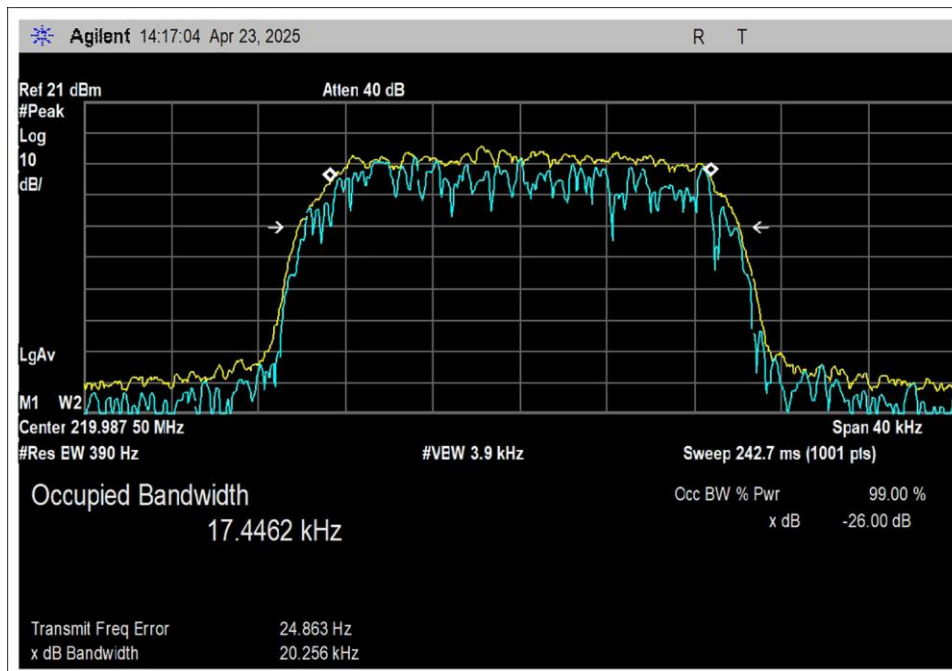 Agilent 14:17:04 Apr 23, 2025 R T
Ref 21 dBm Atten 40 dB
#Peak
Log
10
dB/
LgAv
M1 W2
Center 219.987 50 MHz Span 40 kHz
#Res EW 390 Hz #VBW 3.9 kHz Sweep 242.7 ms (1001 pts)
Occupied Bandwidth Occ BW % Pwr 99.00 %
17.4462 kHz x dB -26.00 dB
Transmit Freq Error 24.863 Hz
x dB Bandwidth 20.256 kHz